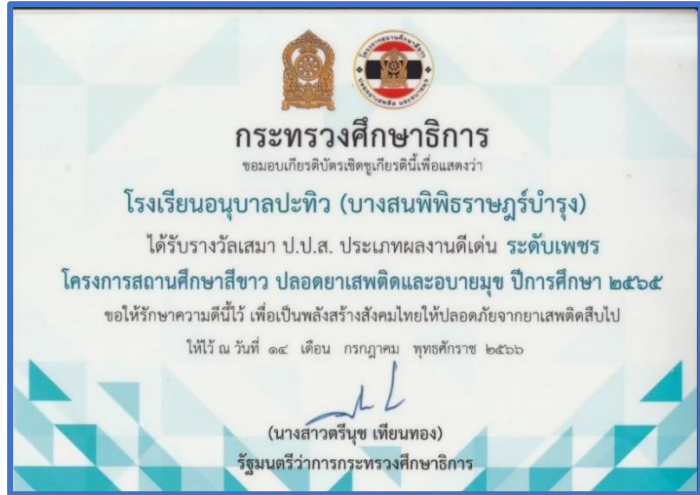 กระทรวงศึกษาธิการ
ขอมอบเกียรติบัตรเชิดชูเกียรตินี้เพื่อแสดงว่า
โรงเรียนอนุบาลปะทิว (บางสนพิพิธราษฎร์บำรุง)
ได้รับรางวัลเสมา ป.ป.ส. ประเภทผลงานดีเด่น ระดับเพชร
โครงการสถานศึกษาสีขาว ปลอดยาเสพติดและอบายมุข ปีการศึกษา ๒๕๖๕
ขอให้รักษาความดีนี้ไว้ เพื่อเป็นพลังสร้างสังคมไทยให้ปลอดภัยจากยาเสพติดสืบไป
ให้ไว้ ณ วันที่ ๑๔ เดือน กรกฎาคม พุทธศักราช ๒๕๖๖
(นางสาวตรีนุช เทียนทอง)
รัฐมนตรีว่าการกระทรวงศึกษาธิการ